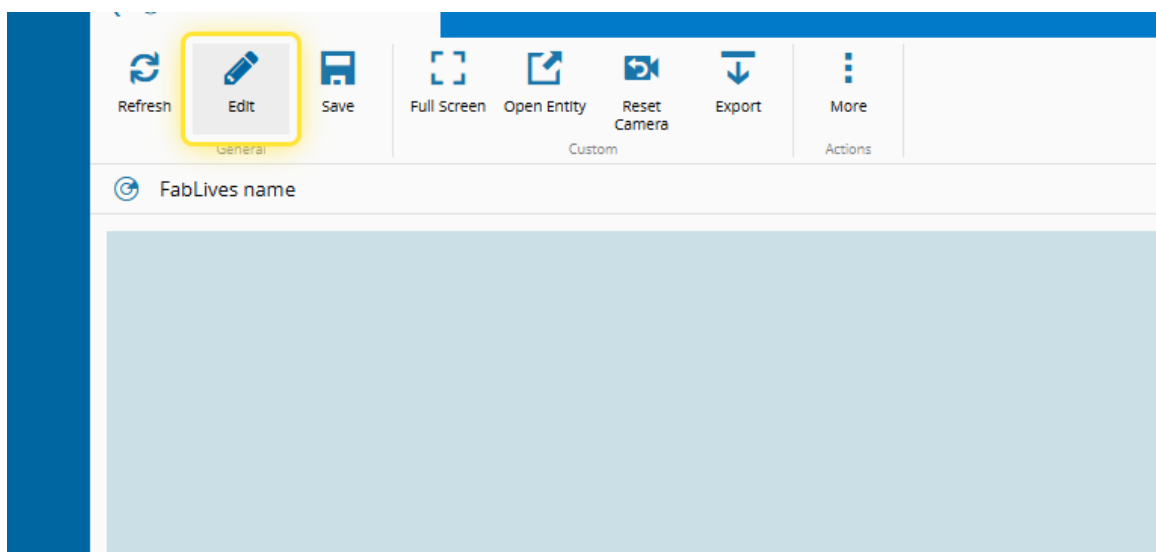 Refresh
Edit
Save
Full Screen
Open Entity
Reset
Camera
Export
More
General
Custom
Actions
FabLives name